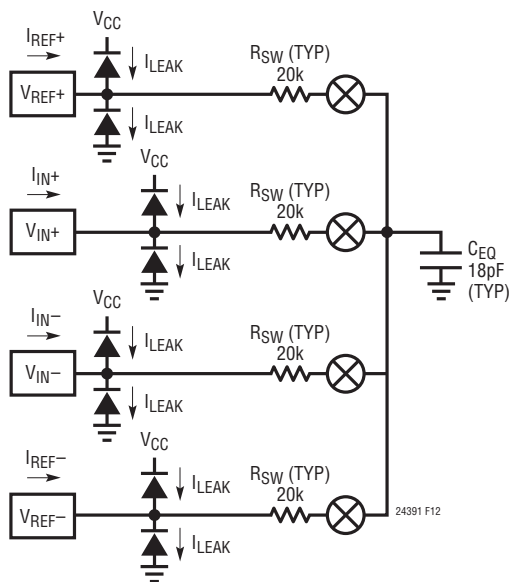 VCC
IREF+
ILEAK
RSW (TYP)
20k
VREF+
ILEAK
VCC
IIN+
ILEAK
RSW (TYP)
20k
VIN+
ILEAK
CEQ
18pF
(TYP)
VCC
IIN−
ILEAK
RSW (TYP)
20k
VIN−
ILEAK
VCC
IREF−
ILEAK
RSW (TYP)
20k
VREF−
ILEAK
24391 F12